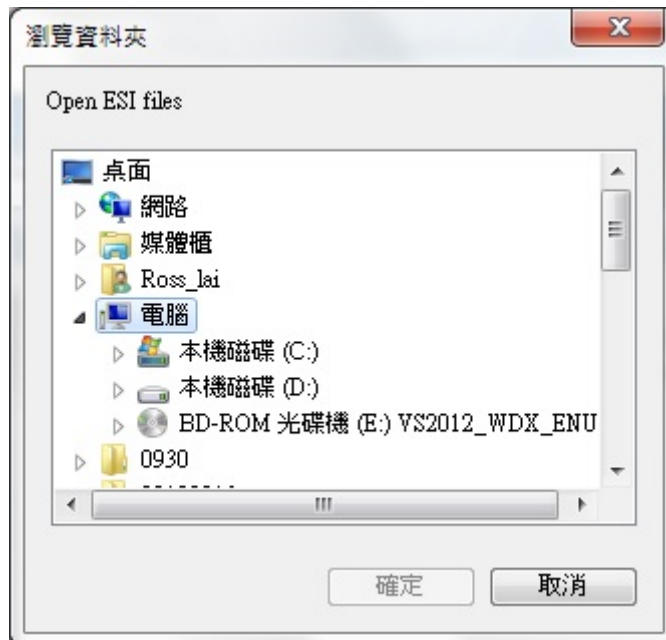 瀏覽資料夾
Open ESI files
桌面
網路
媒體櫃
Ross_lai
電腦
本機磁碟 (C:)
本機磁碟 (D:)
BD-ROM 光碟機 (E:) VS2012_WDX_ENU
0930
確定
取消